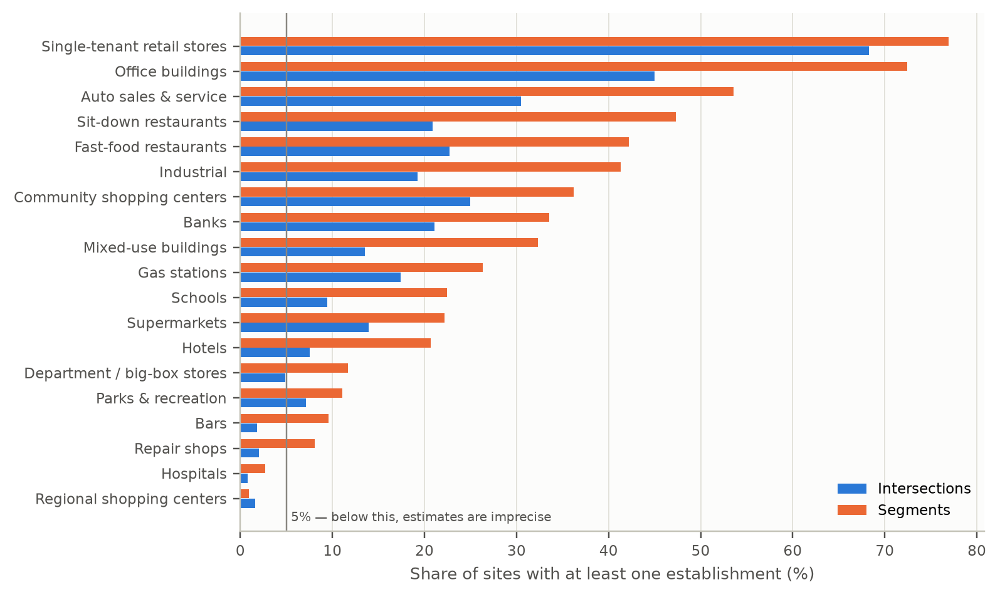 Single-tenant retail stores
Office buildings
Auto sales & service
Sit-down restaurants
Fast-food restaurants
Industrial
Community shopping centers
Banks
Mixed-use buildings
Gas stations
Schools
Supermarkets
Hotels
Department / big-box stores
Parks & recreation
Bars
Repair shops
Hospitals
Regional shopping centers
Intersections
Segments
5% — below this, estimates are imprecise
0 10 20 30 40 50 60 70 80
Share of sites with at least one establishment (%)